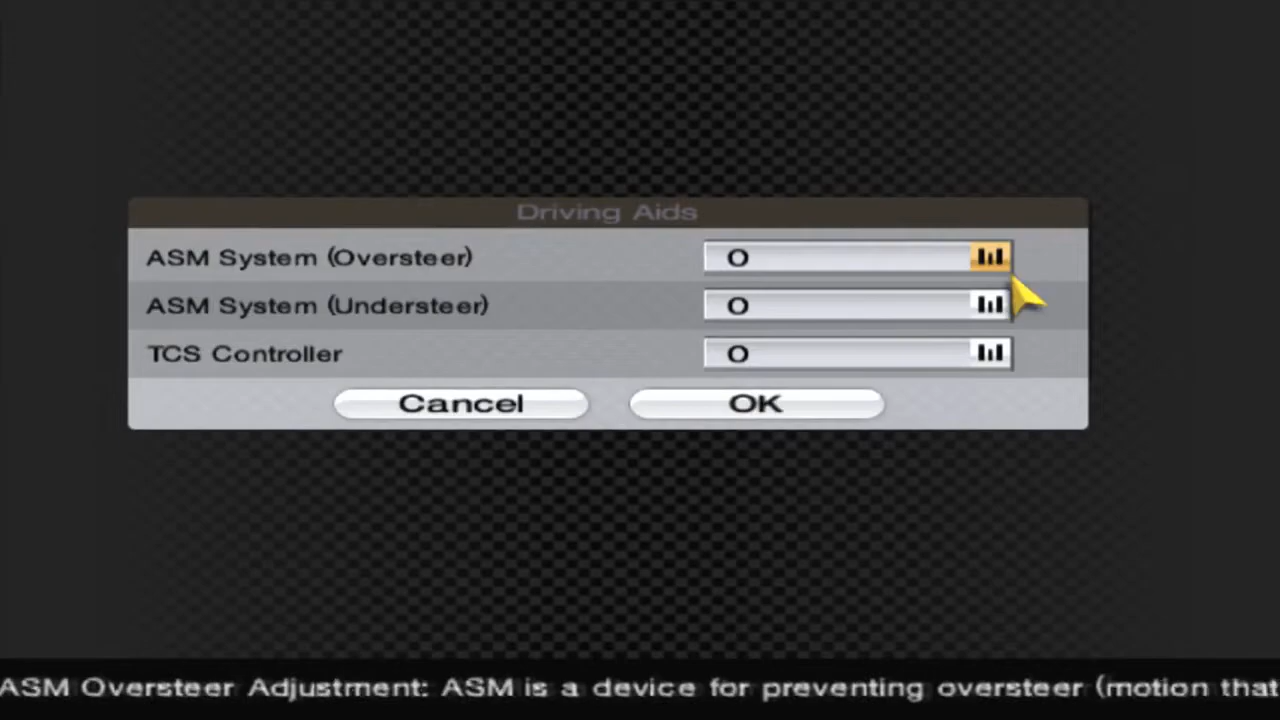 Driving Aids
ASM System (Oversteer) 0
ASM System (Understeer) 0
TCS Controller 0
Cancel OK
ASM Oversteer Adjustment: ASM is a device for preventing oversteer (motion that